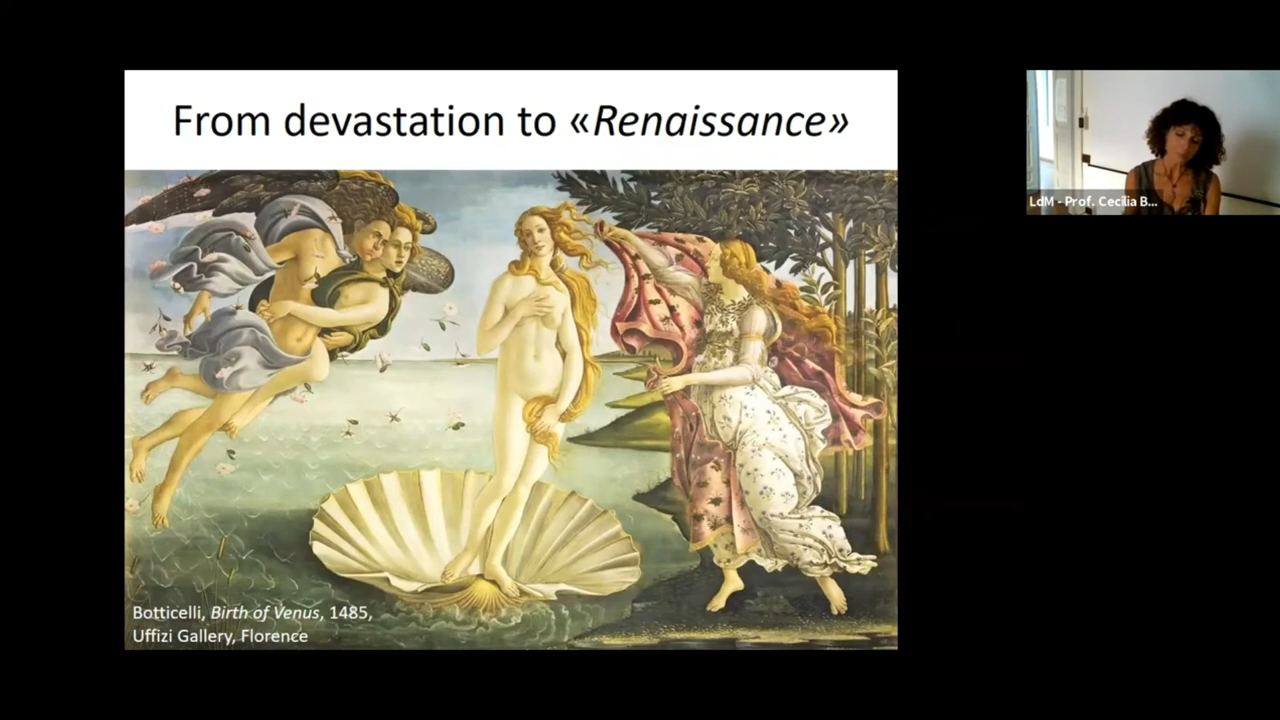 From devastation to «Renaissance»
Botticelli, Birth of Venus, 1485,
Uffizi Gallery, Florence
LdM - Prof. Cecilia B...